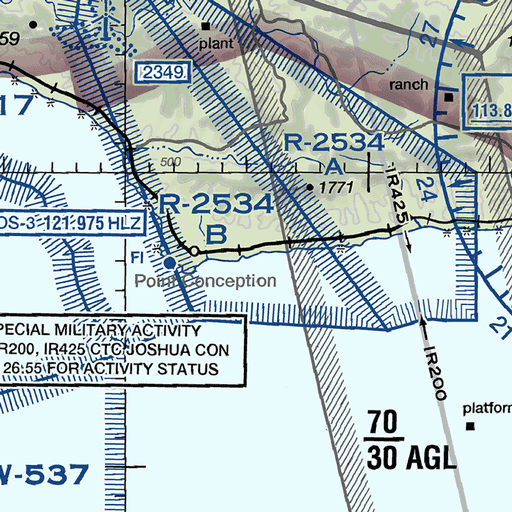 59
plant
27
2349
ranch
17
113.8
500
R-2534
A
1771
24
IR425
R-2534
B
OS-3 121.975 HLZ
Fl
Point Conception
PECIAL MILITARY ACTIVITY
R200, IR425 CTC JOSHUA CON
26.55 FOR ACTIVITY STATUS
21
IR200
70
30 AGL
platform
W-537